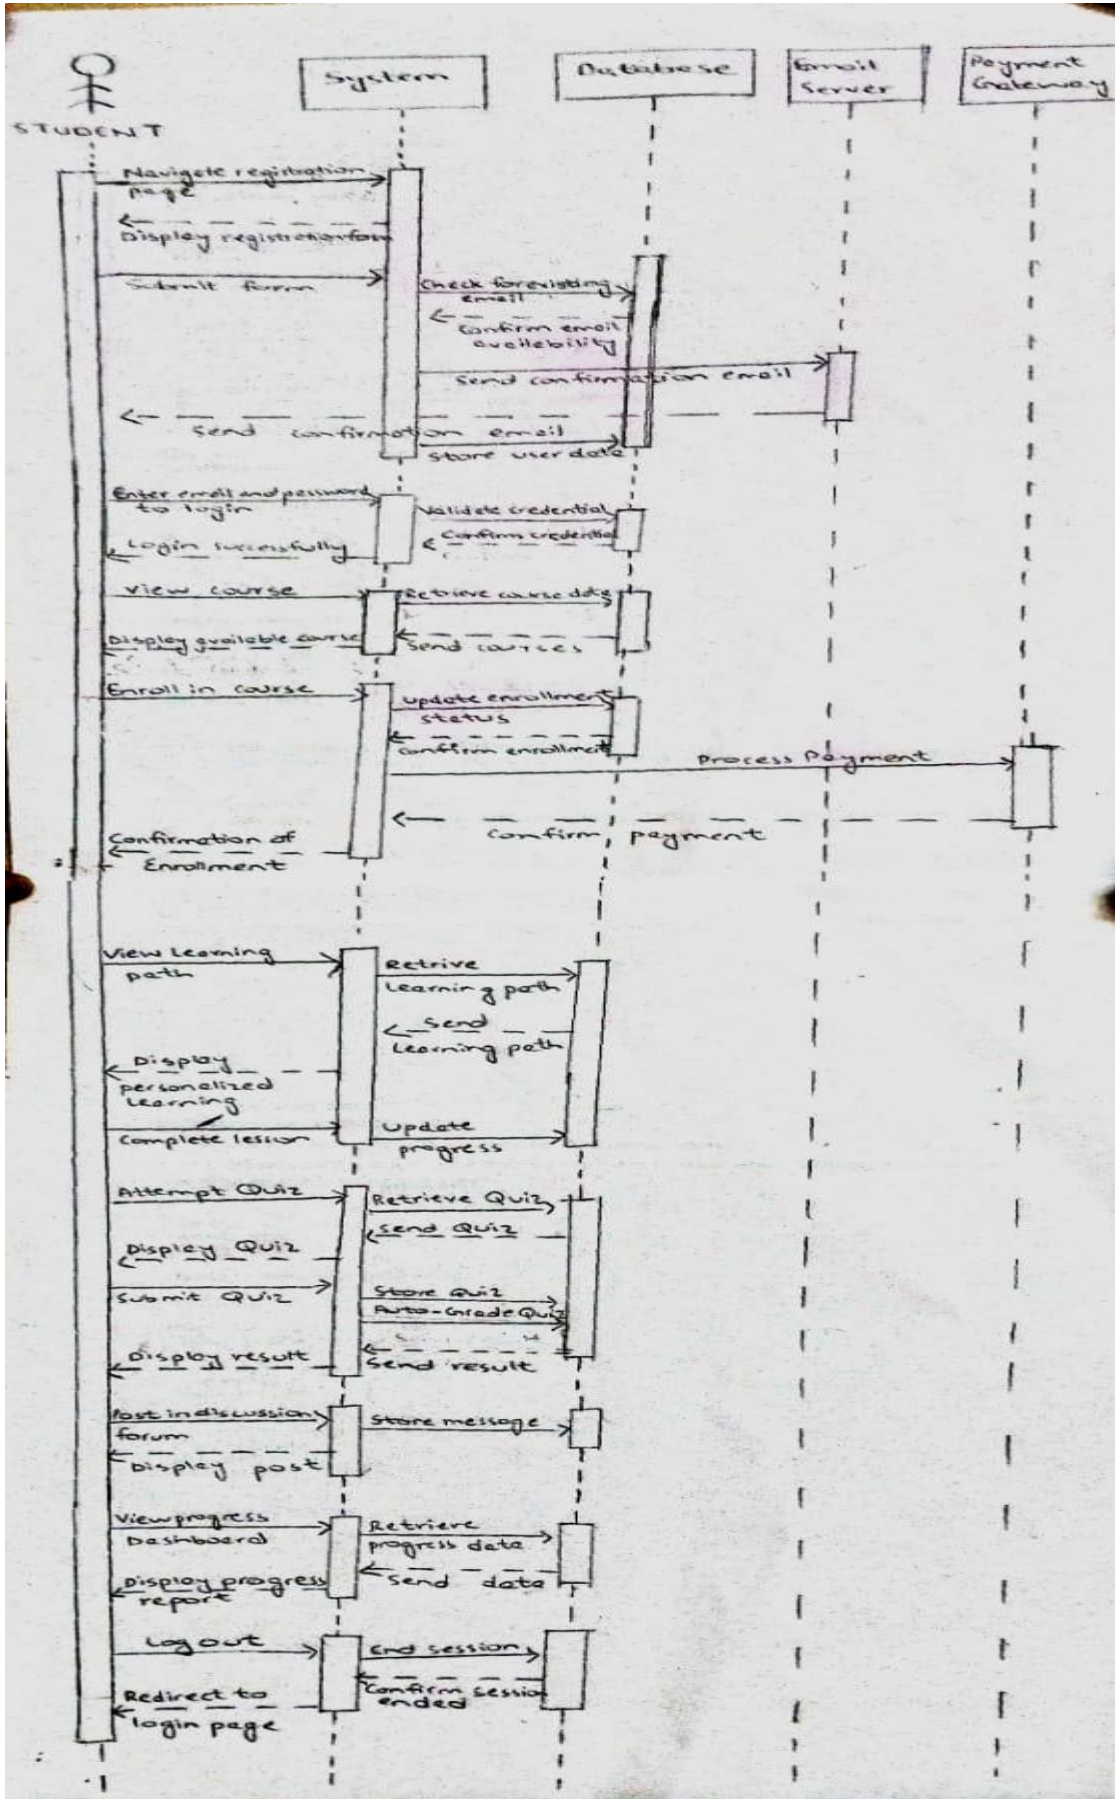 STUDENT
System
Database
Email
Server
Payment
Gateway
Navigate registration
page
Display registration form
Submit form
Check for existing
email
Confirm email
availability
Send confirmation email
Send confirmation email
Store user data
Enter email and password
to login
Validate credential
Confirm credential
Login successfully
View course
Retrieve course data
Display available course
Send courses
Enroll in course
Update enrollment
status
Confirm enrollment
Process Payment
Confirm payment
Confirmation of
Enrollment
View Learning
path
Retrive
Learning path
Send
Learning path
Display
personalized
Learning
Complete lession
Update
progress
Attempt Quiz
Retrieve Quiz
Send Quiz
Display Quiz
Submit Quiz
Store Quiz
Auto-Grade Quiz
Send result
Display result
Post in discussion
forum
Store message
Display post
View progress
Dashboard
Retrieve
progress data
Send data
Display progress
report
Log out
End session
Confirm session
ended
Redirect to
login page